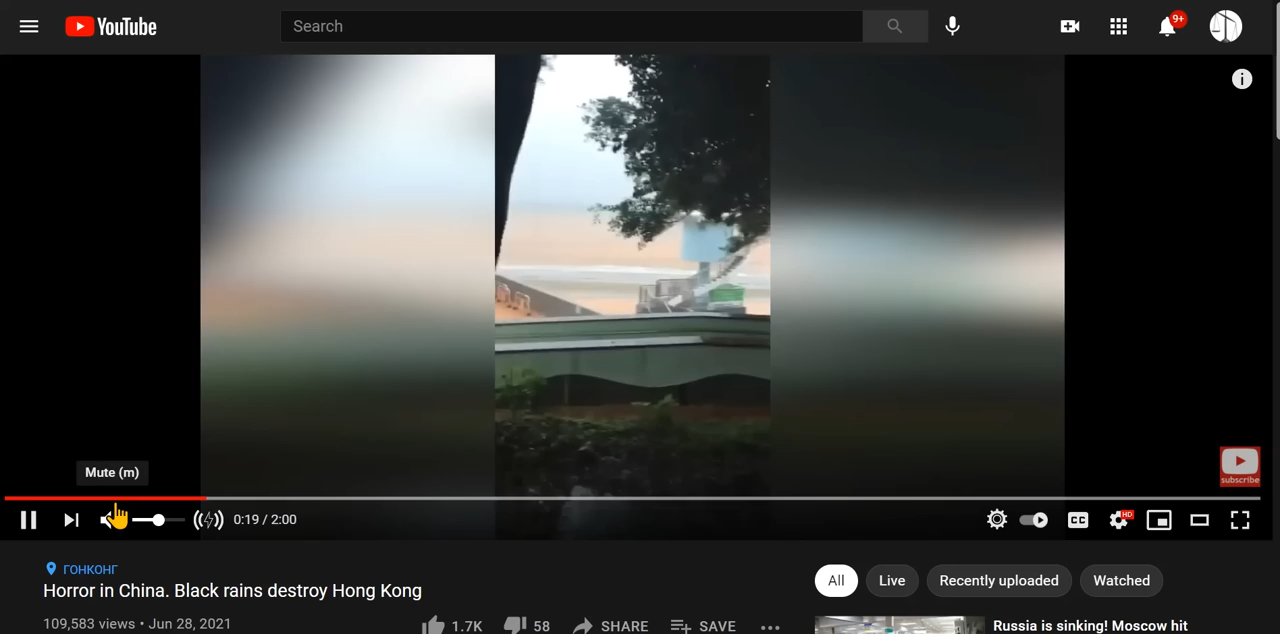 YouTube
Search
9+
subscribe
Mute (m)
0:19 / 2:00
CC
HD
ГОНКОНГ
Horror in China. Black rains destroy Hong Kong
109,583 views • Jun 28, 2021
1.7K
58
SHARE
SAVE
All
Live
Recently uploaded
Watched
Russia is sinking! Moscow hit